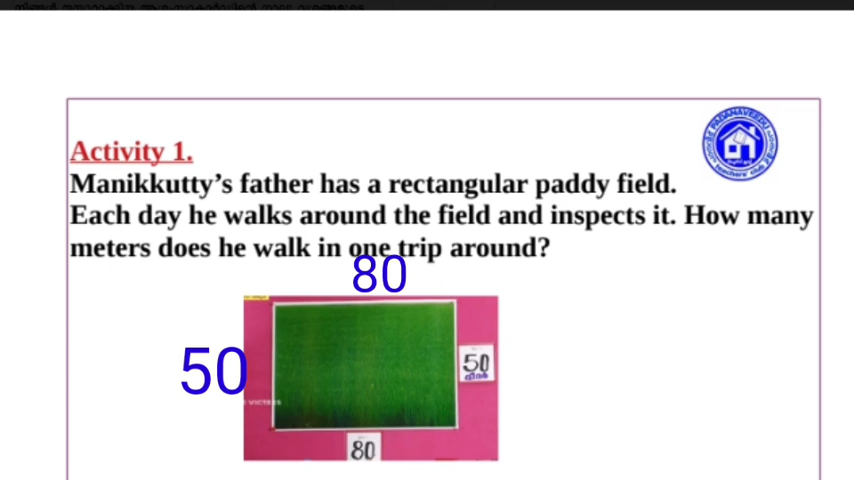 Activity 1.
Manikkutty's father has a rectangular paddy field.
Each day he walks around the field and inspects it. How many
meters does he walk in one trip around?
80
50
50
80